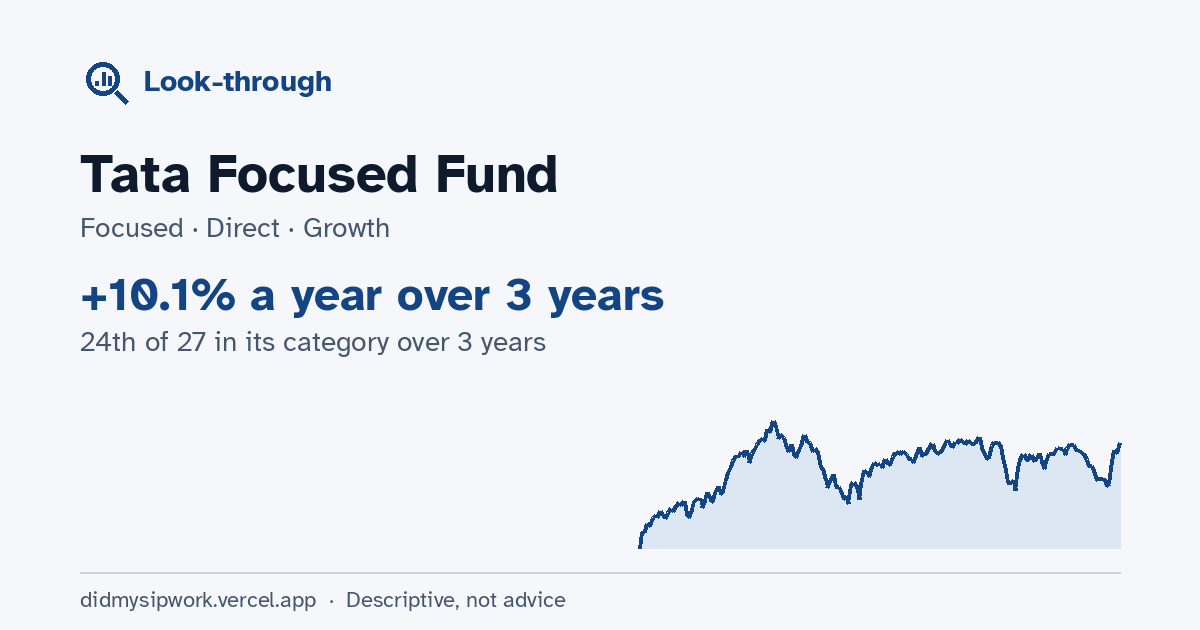 Look-through
Tata Focused Fund
Focused · Direct · Growth
+10.1% a year over 3 years
24th of 27 in its category over 3 years
didmysipwork.vercel.app · Descriptive, not advice